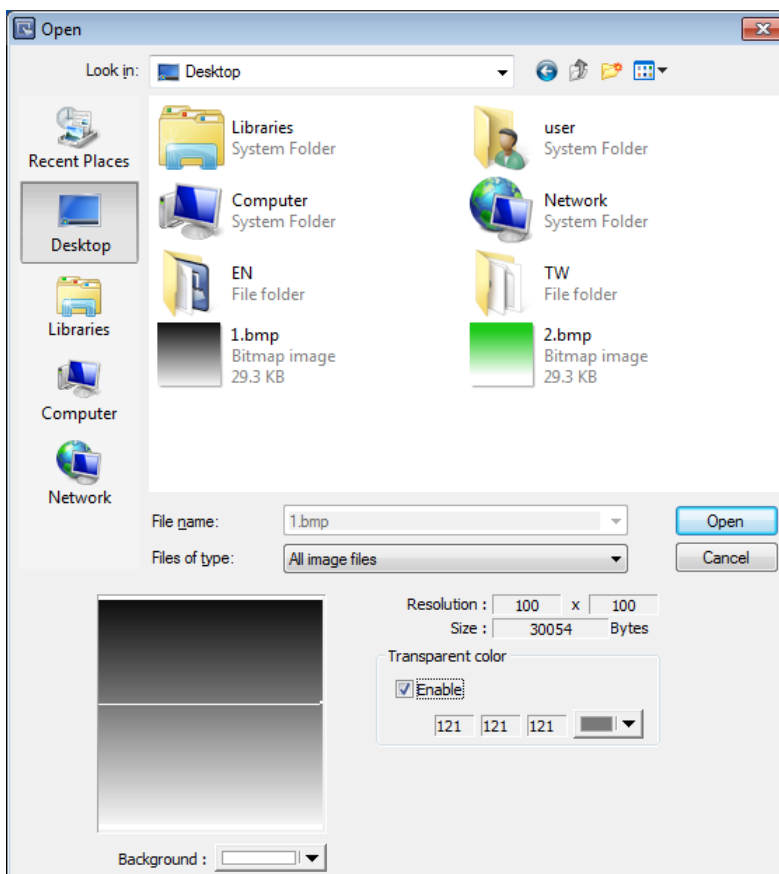 Open
Look in:
Desktop
Recent Places
Desktop
Libraries
Computer
Network
Libraries
System Folder
user
System Folder
Computer
System Folder
Network
System Folder
EN
File folder
TW
File folder
1.bmp
Bitmap image
29.3 KB
2.bmp
Bitmap image
29.3 KB
File name:
1.bmp
Open
Files of type:
All image files
Cancel
Resolution : 100 x 100
Size : 30054 Bytes
Transparent color
Enable
121 121 121
Background :